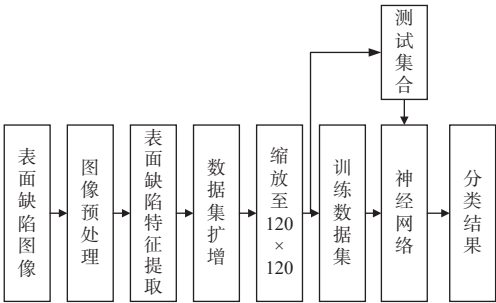 测试集合
表面缺陷图像
图像预处理
表面缺陷特征提取
数据集扩增
缩放至120×120
训练数据集
神经网络
分类结果